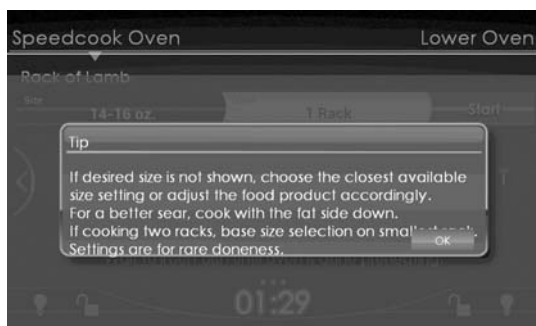 Speedcook Oven Lower Oven
Rack of Lamb
Size
14-16 oz. 1 Rack Start
Tip
If desired size is not shown, choose the closest available
size setting or adjust the food product accordingly.
For a better sear, cook with the fat side down.
If cooking two racks, base size selection on smallest rack.
Settings are for rare doneness.
OK
01:29